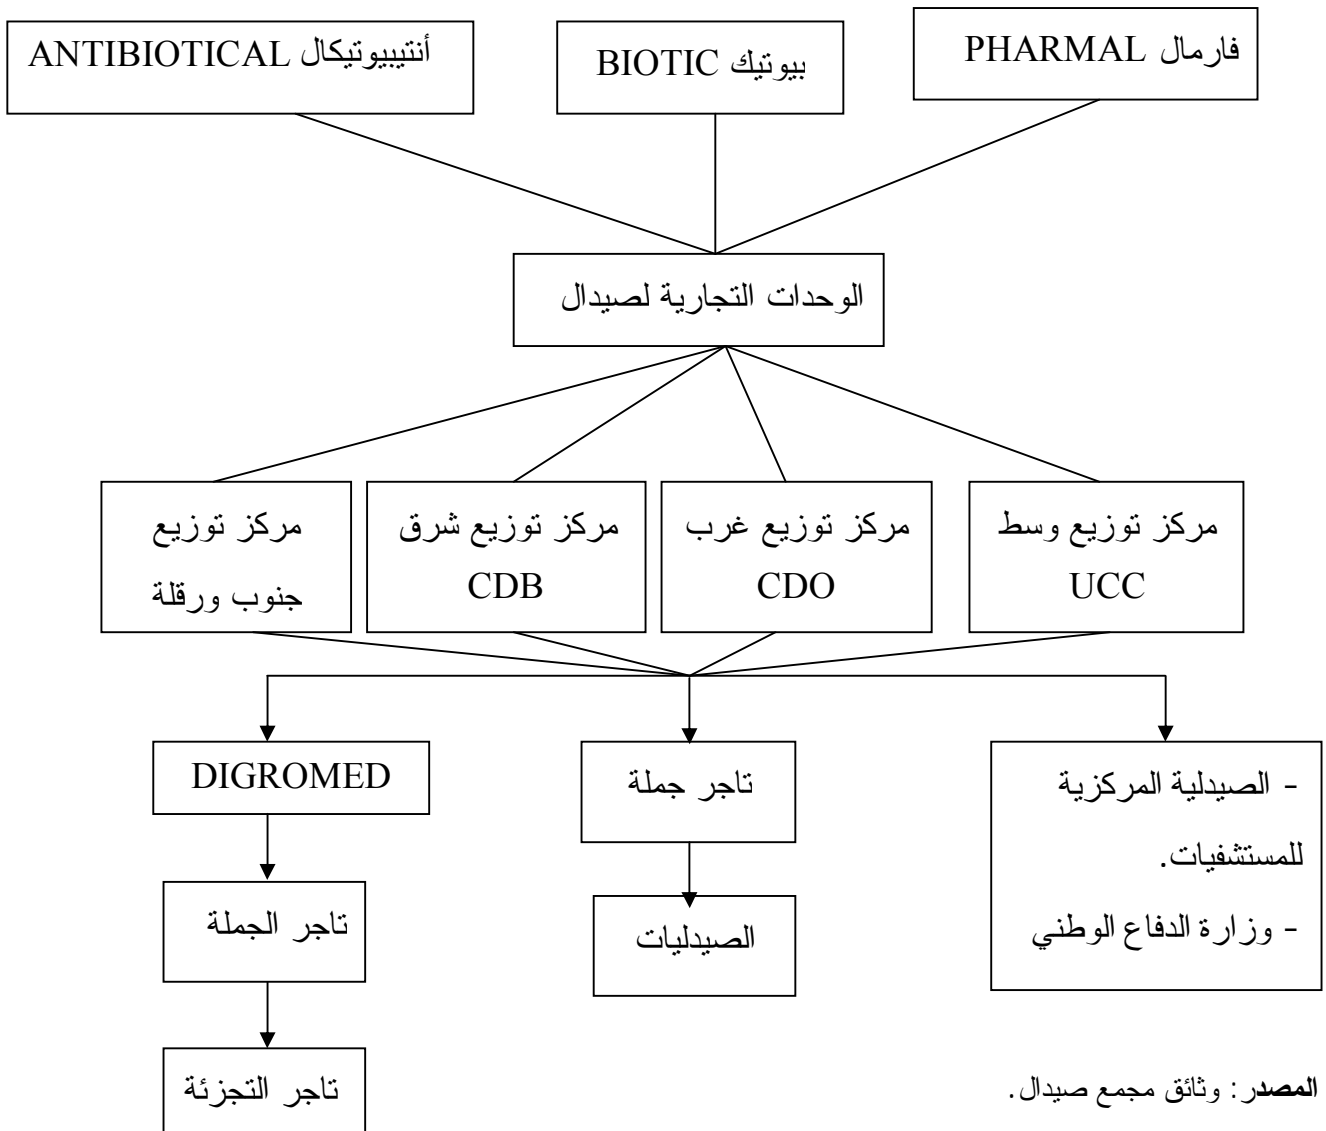 فارمال PHARMAL
بيوتيك BIOTIC
أنتيبيوتيكال ANTIBIOTICAL
الوحدات التجارية لصيدال
مركز توزيع وسط
UCC
مركز توزيع غرب
CDO
مركز توزيع شرق
CDB
مركز توزيع
جنوب ورقلة
- الصيدلية المركزية
للمستشفيات.
- وزارة الدفاع الوطني
تاجر جملة
الصيدليات
DIGROMED
تاجر الجملة
تاجر التجزئة
المصدر: وثائق مجمع صيدال.